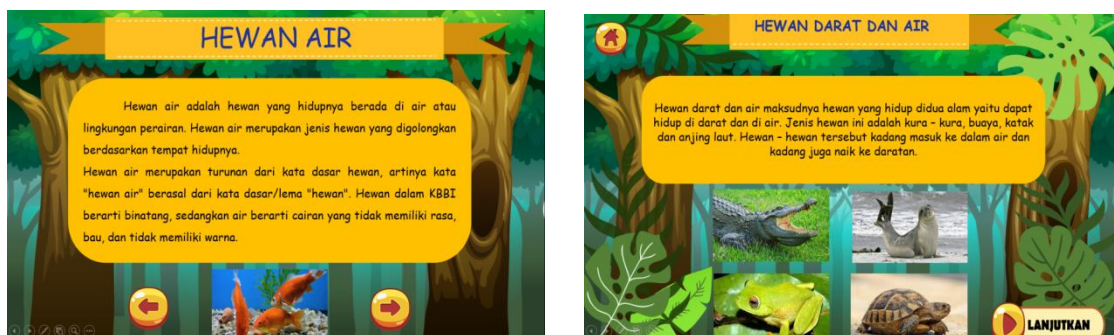 HEWAN AIR
Hewan air adalah hewan yang hidupnya berada di air atau
lingkungan perairan. Hewan air merupakan jenis hewan yang digolongkan
berdasarkan tempat hidupnya.
Hewan air merupakan turunan dari kata dasar hewan, artinya kata
"hewan air" berasal dari kata dasar/lema "hewan". Hewan dalam KBBI
berarti binatang, sedangkan air berarti cairan yang tidak memiliki rasa,
bau, dan tidak memiliki warna.
HEWAN DARAT DAN AIR
Hewan darat dan air maksudnya hewan yang hidup didua alam yaitu dapat
hidup di darat dan di air. Jenis hewan ini adalah kura - kura, buaya, katak
dan anjing laut. Hewan - hewan tersebut kadang masuk ke dalam air dan
kadang juga naik ke daratan.
LANJUTKAN